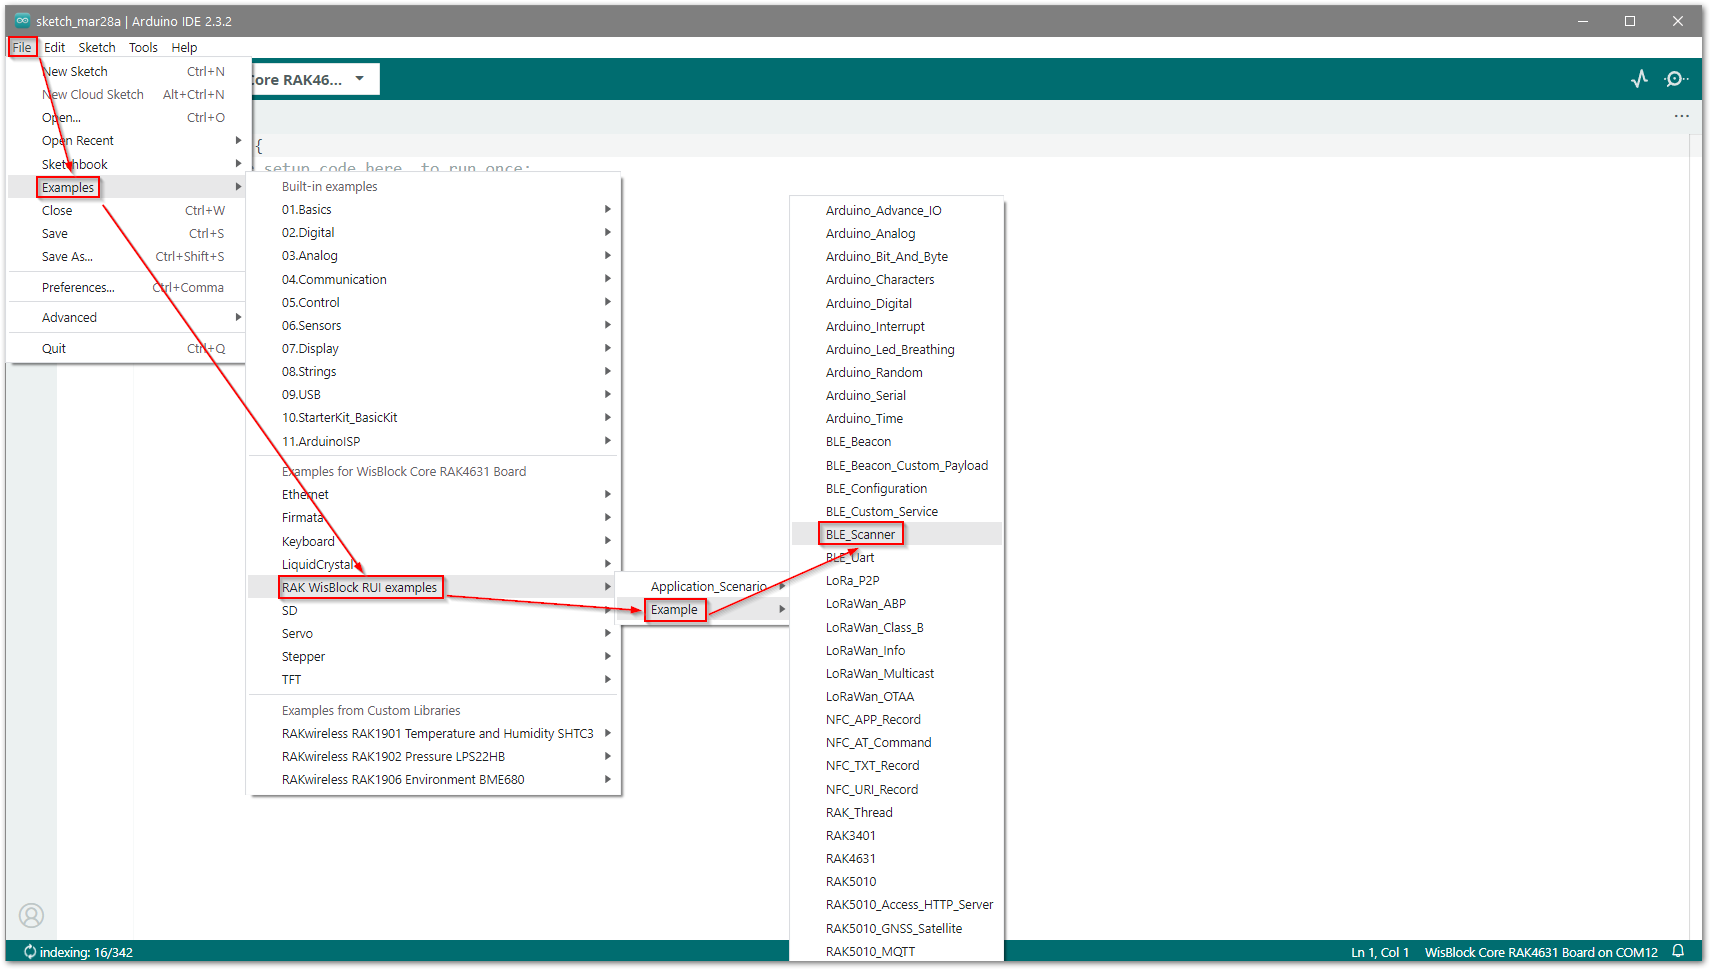 sketch_mar28a | Arduino IDE 2.3.2
File Edit Sketch Tools Help
New Sketch Ctrl+N
New Cloud Sketch Alt+Ctrl+N
Open... Ctrl+O
Open Recent
Sketchbook
Examples
Close Ctrl+W
Save Ctrl+S
Save As... Ctrl+Shift+S
Preferences... Ctrl+Comma
Advanced
Quit Ctrl+Q
Core RAK46...
{
setup code here, to run once:
Built-in examples
01.Basics
02.Digital
03.Analog
04.Communication
05.Control
06.Sensors
07.Display
08.Strings
09.USB
10.StarterKit_BasicKit
11.ArduinoISP
Examples for WisBlock Core RAK4631 Board
Ethernet
Firmata
Keyboard
LiquidCrystal
RAK WisBlock RUI examples
SD
Servo
Stepper
TFT
Examples from Custom Libraries
RAKwireless RAK1901 Temperature and Humidity SHTC3
RAKwireless RAK1902 Pressure LPS22HB
RAKwireless RAK1906 Environment BME680
Application_Scenario
Example
Arduino_Advance_IO
Arduino_Analog
Arduino_Bit_And_Byte
Arduino_Characters
Arduino_Digital
Arduino_Interrupt
Arduino_Led_Breathing
Arduino_Random
Arduino_Serial
Arduino_Time
BLE_Beacon
BLE_Beacon_Custom_Payload
BLE_Configuration
BLE_Custom_Service
BLE_Scanner
BLE_Uart
LoRa_P2P
LoRaWan_ABP
LoRaWan_Class_B
LoRaWan_Info
LoRaWan_Multicast
LoRaWan_OTAA
NFC_APP_Record
NFC_AT_Command
NFC_TXT_Record
NFC_URI_Record
RAK_Thread
RAK3401
RAK4631
RAK5010
RAK5010_Access_HTTP_Server
RAK5010_GNSS_Satellite
RAK5010_MQTT
indexing: 16/342
Ln 1, Col 1 WisBlock Core RAK4631 Board on COM12